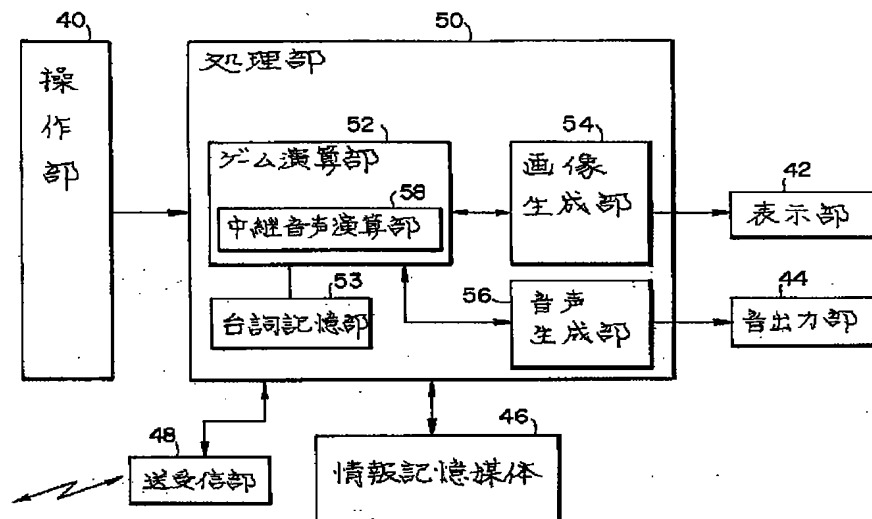 40
操
作
部
50
処理部
52
ゲーム演算部
58
中継音声演算部
53
台詞記憶部
54
画像
生成部
56
音声
生成部
42
表示部
44
音出力部
48
送受信部
46
情報記憶媒体